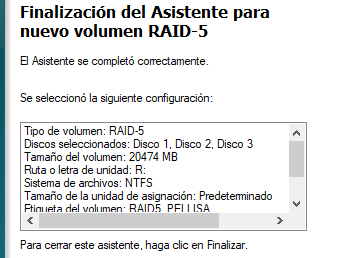 Finalización del Asistente para
nuevo volumen RAID-5
El Asistente se completó correctamente.
Se seleccionó la siguiente configuración:
Tipo de volumen: RAID-5
Discos seleccionados: Disco 1, Disco 2, Disco 3
Tamaño del volumen: 20474 MB
Ruta o letra de unidad: R:
Sistema de archivos: NTFS
Tamaño de la unidad de asignación: Predeterminado
Etiqueta del volumen: RAID5_PELLISA
Para cerrar este asistente, haga clic en Finalizar.